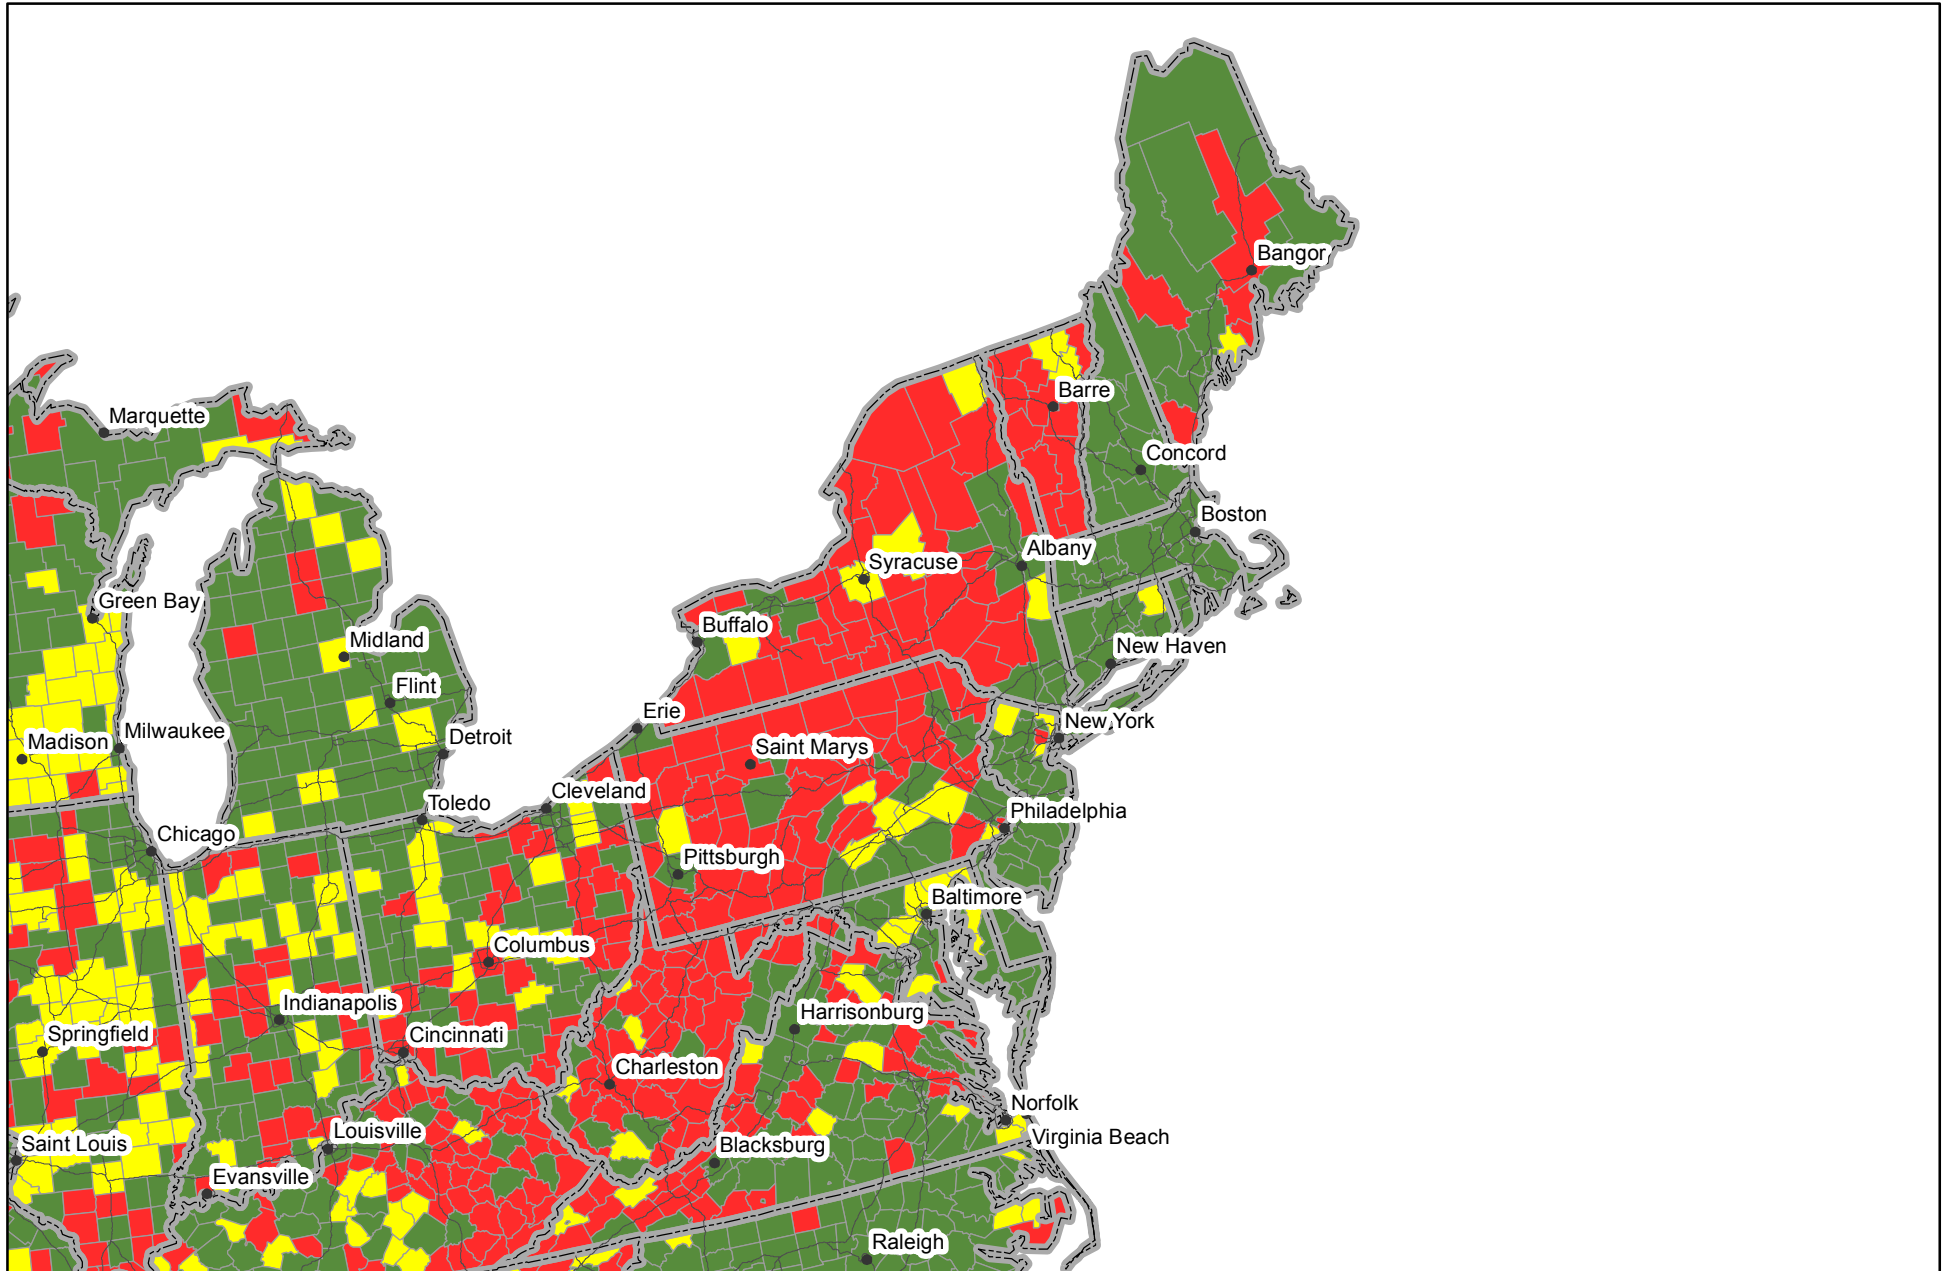 Bangor
Marquette
Barre
Concord
Boston
Albany
Syracuse
Green Bay
Buffalo
Midland
New Haven
Flint
Erie
New York
Milwaukee
Detroit
Madison
Saint Marys
Cleveland
Toledo
Philadelphia
Chicago
Pittsburgh
Baltimore
Columbus
Indianapolis
Harrisonburg
Springfield
Cincinnati
Charleston
Norfolk
Louisville
Virginia Beach
Saint Louis
Blacksburg
Evansville
Raleigh